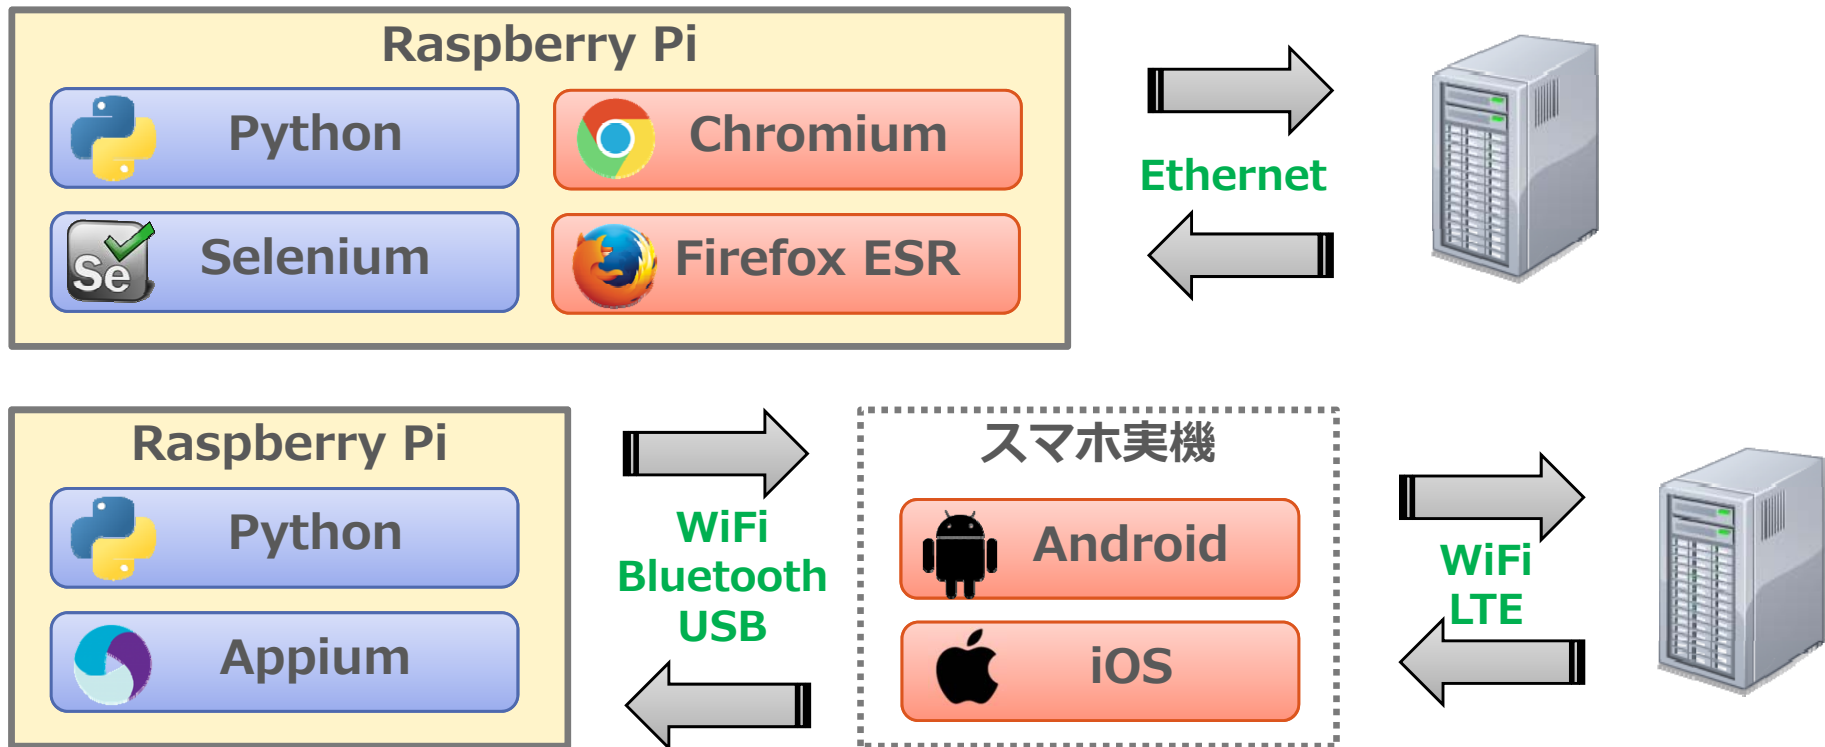 Raspberry Pi
Python
Chromium
Se
Selenium
Firefox ESR
Ethernet
Raspberry Pi
Python
Appium
WiFi
Bluetooth
USB
スマホ実機
Android
iOS
WiFi
LTE